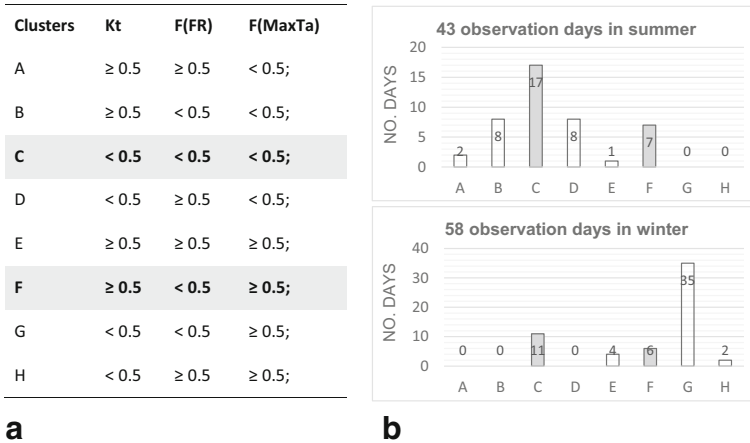 Clusters Kt F(FR) F(MaxTa)
A ≥ 0.5 ≥ 0.5 < 0.5;
B ≥ 0.5 < 0.5 < 0.5;
C < 0.5 < 0.5 < 0.5;
D < 0.5 ≥ 0.5 < 0.5;
E ≥ 0.5 ≥ 0.5 ≥ 0.5;
F ≥ 0.5 < 0.5 ≥ 0.5;
G < 0.5 < 0.5 ≥ 0.5;
H < 0.5 ≥ 0.5 ≥ 0.5;
a
43 observation days in summer
NO. DAYS
20
15
10
5
0
2 8 17 8 1 7 0 0
A B C D E F G H
58 observation days in winter
NO. DAYS
40
30
20
10
0
0 0 11 0 4 6 35 2
A B C D E F G H
b